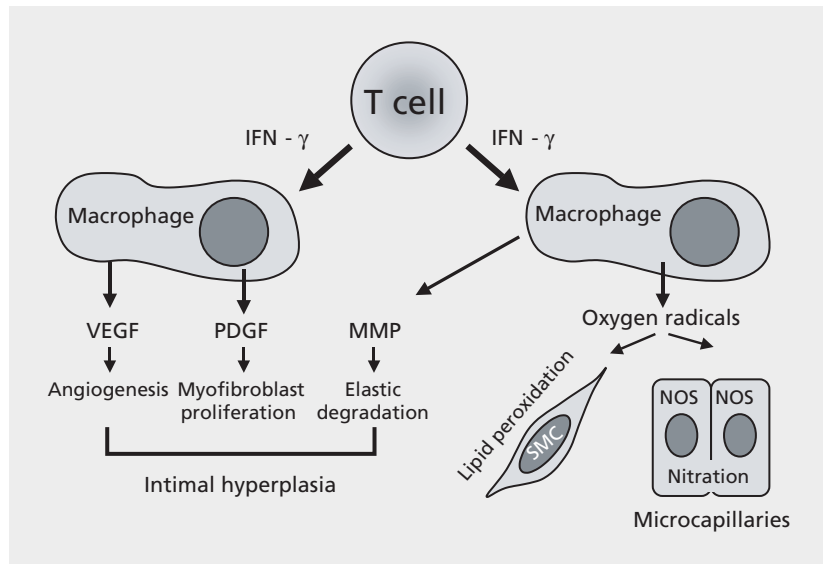 T cell
IFN - γ
IFN - γ
Macrophage
Macrophage
VEGF
PDGF
MMP
Oxygen radicals
Angiogenesis
Myofibroblast
proliferation
Elastic
degradation
Intimal hyperplasia
Lipid peroxidation
SMC
NOS
NOS
Nitration
Microcapillaries